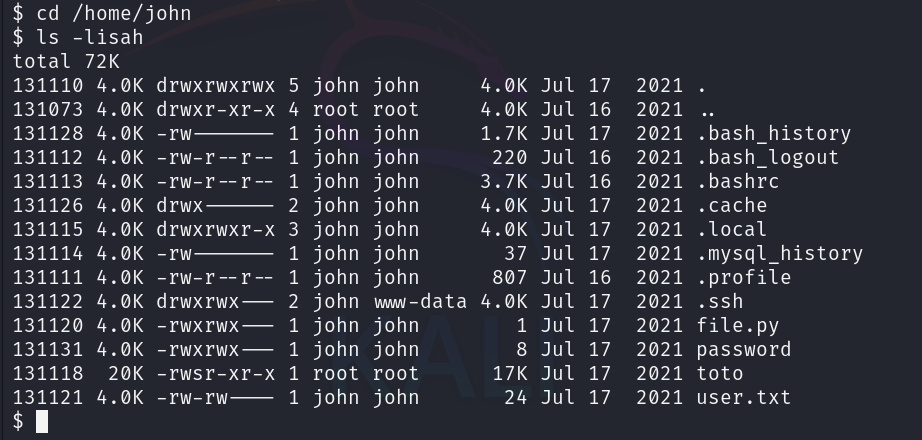 $ cd /home/john
$ ls -lisah
total 72K
131110 4.0K drwxrwxrwx 5 john john     4.0K Jul 17  2021 .
131073 4.0K drwxr-xr-x 4 root root     4.0K Jul 16  2021 ..
131128 4.0K -rw------- 1 john john     1.7K Jul 17  2021 .bash_history
131112 4.0K -rw-r--r-- 1 john john      220 Jul 16  2021 .bash_logout
131113 4.0K -rw-r--r-- 1 john john     3.7K Jul 16  2021 .bashrc
131126 4.0K drwx------ 2 john john     4.0K Jul 17  2021 .cache
131115 4.0K drwxrwxr-x 3 john john     4.0K Jul 17  2021 .local
131114 4.0K -rw------- 1 john john       37 Jul 17  2021 .mysql_history
131111 4.0K -rw-r--r-- 1 john john      807 Jul 16  2021 .profile
131122 4.0K drwxrwx--- 2 john www-data 4.0K Jul 17  2021 .ssh
131120 4.0K -rwxrwx--- 1 john john        1 Jul 17  2021 file.py
131131 4.0K -rwxrwx--- 1 john john        8 Jul 17  2021 password
131118  20K -rwsr-xr-x 1 root root      17K Jul 17  2021 toto
131121 4.0K -rw-rw---- 1 john john       24 Jul 17  2021 user.txt
$
KALI